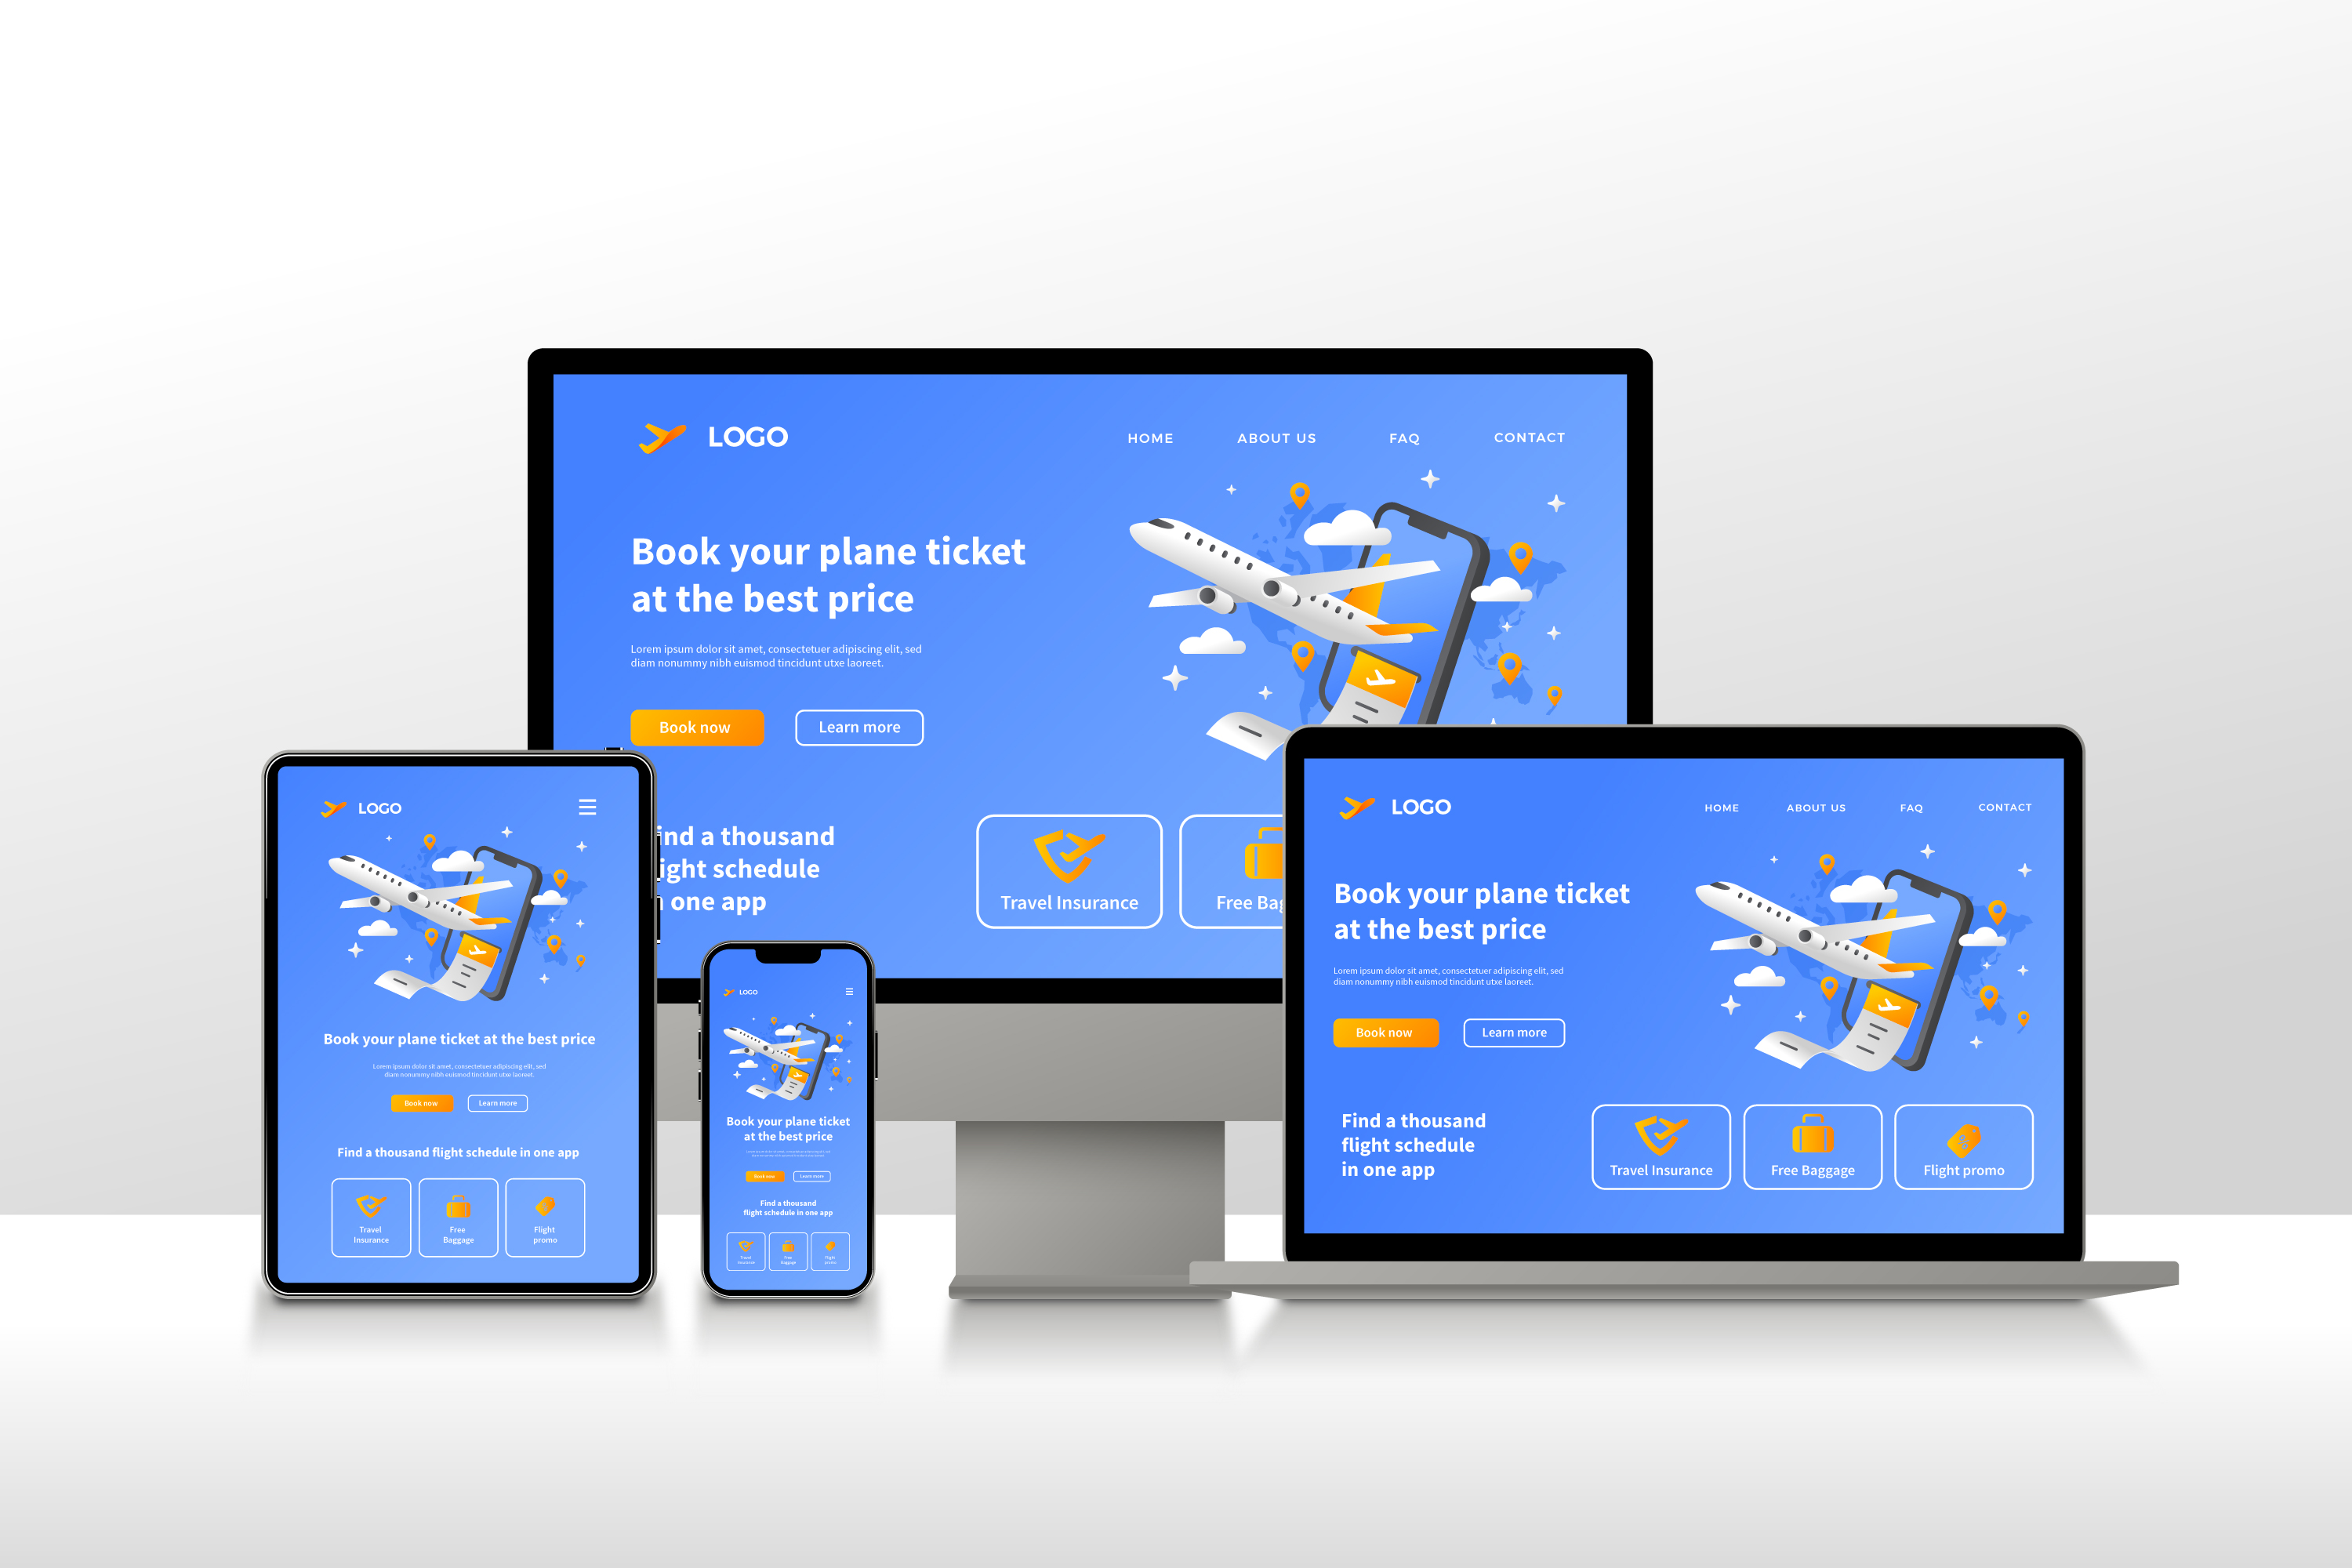 LOGO
HOME ABOUT US FAQ CONTACT
Book your plane ticket
at the best price
Lorem ipsum dolor sit amet, consectetuer adipiscing elit, sed
diam nonummy nibh euismod tincidunt utxe laoreet.
Book now Learn more
ind a thousand
ight schedule
one app
Travel Insurance Free Bag
LOGO
Book your plane ticket at the best price
Lorem ipsum dolor sit amet, consectetuer adipiscing elit, sed
diam nonummy nibh euismod tincidunt utxe laoreet.
Book now Learn more
Find a thousand flight schedule in one app
Travel
Insurance
Free
Baggage
Flight
promo
LOGO
Book your plane ticket
at the best price
Book now Learn more
Find a thousand
flight schedule in one app
Travel
Insurance
Free
Baggage
Flight
promo
LOGO
HOME ABOUT US FAQ CONTACT
Book your plane ticket
at the best price
Lorem ipsum dolor sit amet, consectetuer adipiscing elit, sed
diam nonummy nibh euismod tincidunt utxe laoreet.
Book now Learn more
Find a thousand
flight schedule
in one app
Travel Insurance Free Baggage Flight promo